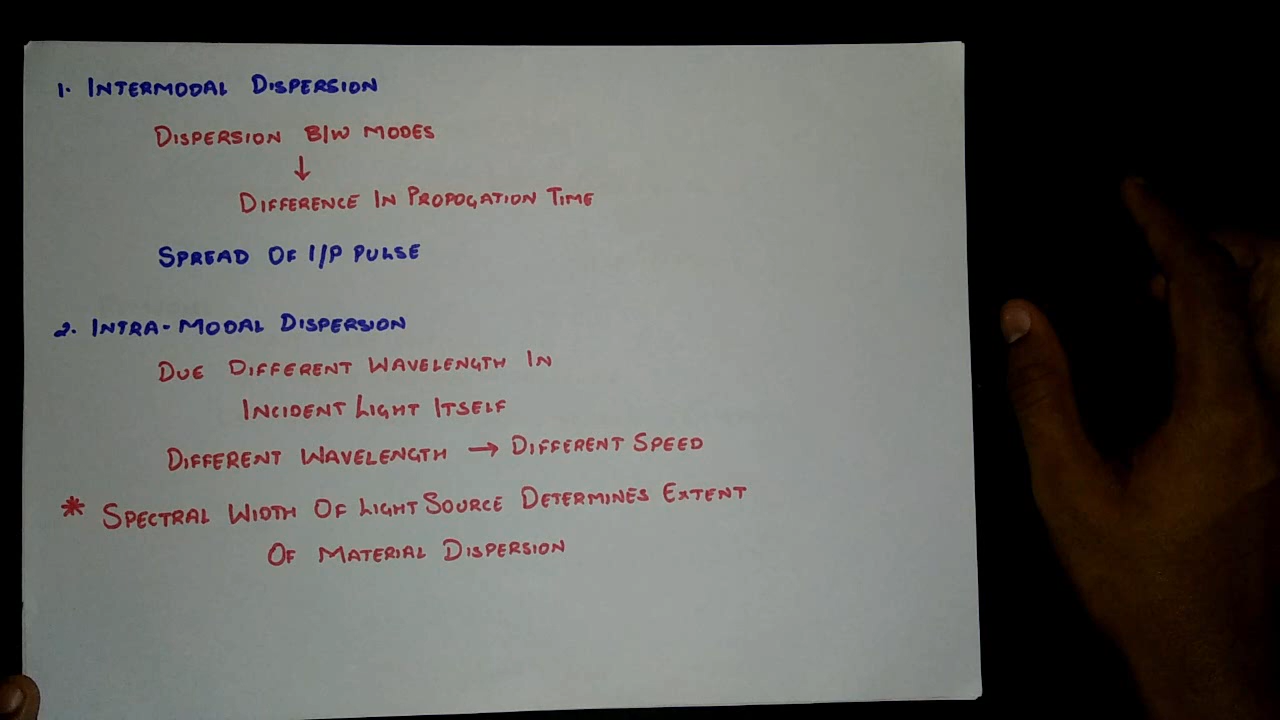 1. INTERMODAL DISPERSION
DISPERSION B/W MODES
↓
DIFFERENCE IN PROPOGATION TIME
SPREAD OF I/P PULSE
2. INTRA-MODAL DISPERSION
DUE DIFFERENT WAVELENGTH IN
INCIDENT LIGHT ITSELF
DIFFERENT WAVELENGTH → DIFFERENT SPEED
* SPECTRAL WIDTH OF LIGHT SOURCE DETERMINES EXTENT
OF MATERIAL DISPERSION